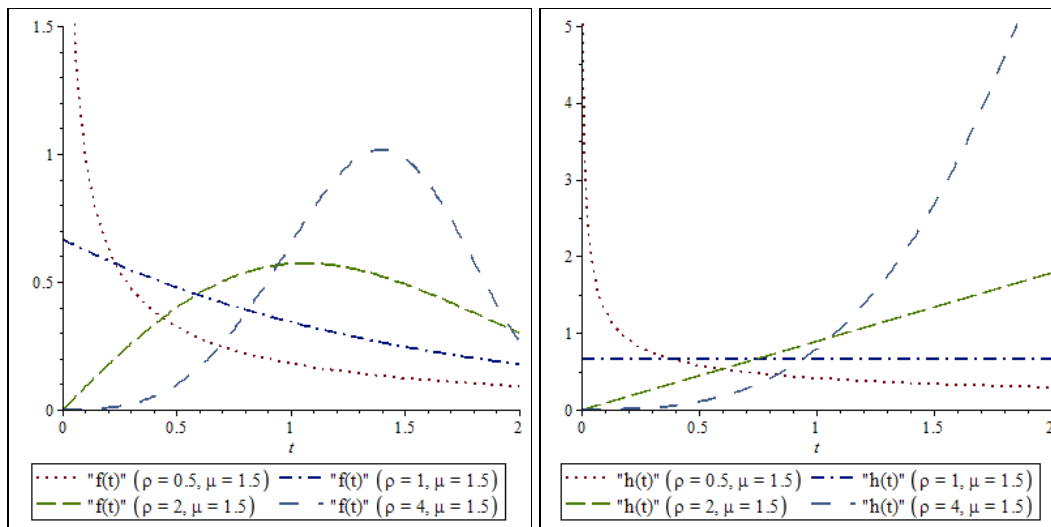 1.5
1
0.5
0
0 0.5 1 1.5 2
t
"f(t)" (ρ = 0.5, μ = 1.5) "f(t)" (ρ = 1, μ = 1.5)
"f(t)" (ρ = 2, μ = 1.5) "f(t)" (ρ = 4, μ = 1.5)
5
4
3
2
1
0
0 0.5 1 1.5 2
t
"h(t)" (ρ = 0.5, μ = 1.5) "h(t)" (ρ = 1, μ = 1.5)
"h(t)" (ρ = 2, μ = 1.5) "h(t)" (ρ = 4, μ = 1.5)